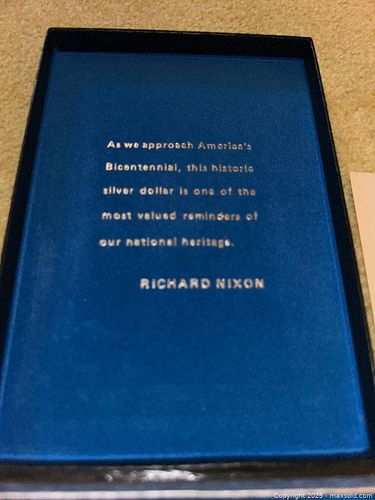 As we approach America's
Bicentennial, this historic
silver dollar is one of the
most valued reminders of
our national heritage.
RICHARD NIXON
Copyright 2025 - maxsold.com